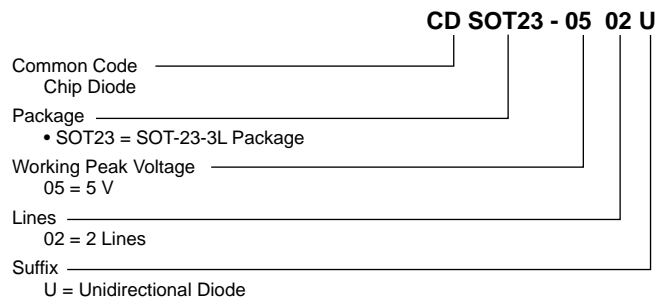 CD SOT23 - 05 02 U
Common Code
Chip Diode
Package
• SOT23 = SOT-23-3L Package
Working Peak Voltage
05 = 5 V
Lines
02 = 2 Lines
Suffix
U = Unidirectional Diode